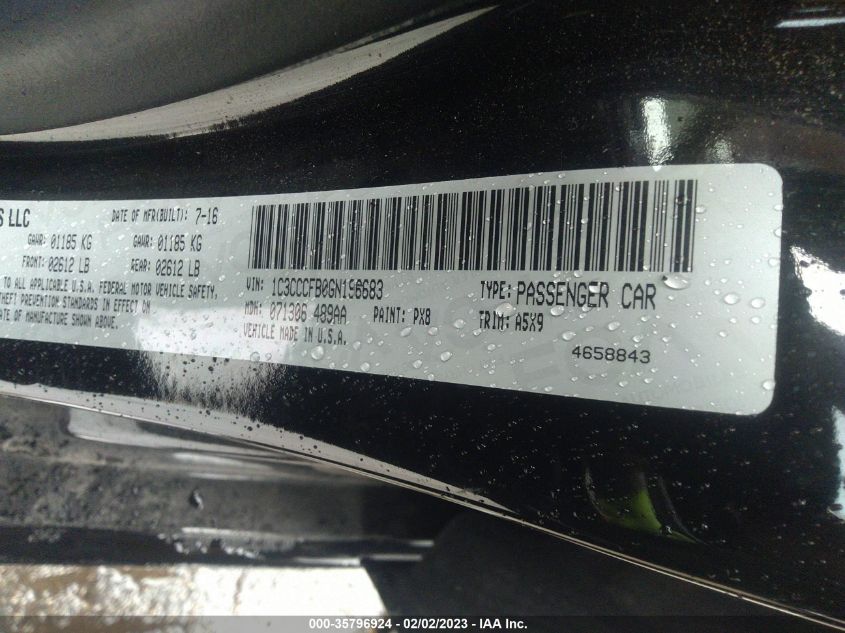 S LLC
DATE OF MFR(BUILT): 7-16
GAWR: 01185 KG GAWR: 01185 KG
FRONT: 02612 LB REAR: 02612 LB
TO ALL APPLICABLE U.S.A. FEDERAL MOTOR VEHICLE SAFETY,
THEFT PREVENTION STANDARDS IN EFFECT ON
DATE OF MANUFACTURE SHOWN ABOVE.
VIN: 1C3CCCFB0GN196683 TYPE: PASSENGER CAR
MDH: 071306 489AA PAINT: PX8 TRIM: A5X9
VEHICLE MADE IN U.S.A.
4658843
000-35796924 - 02/02/2023 - IAA Inc.